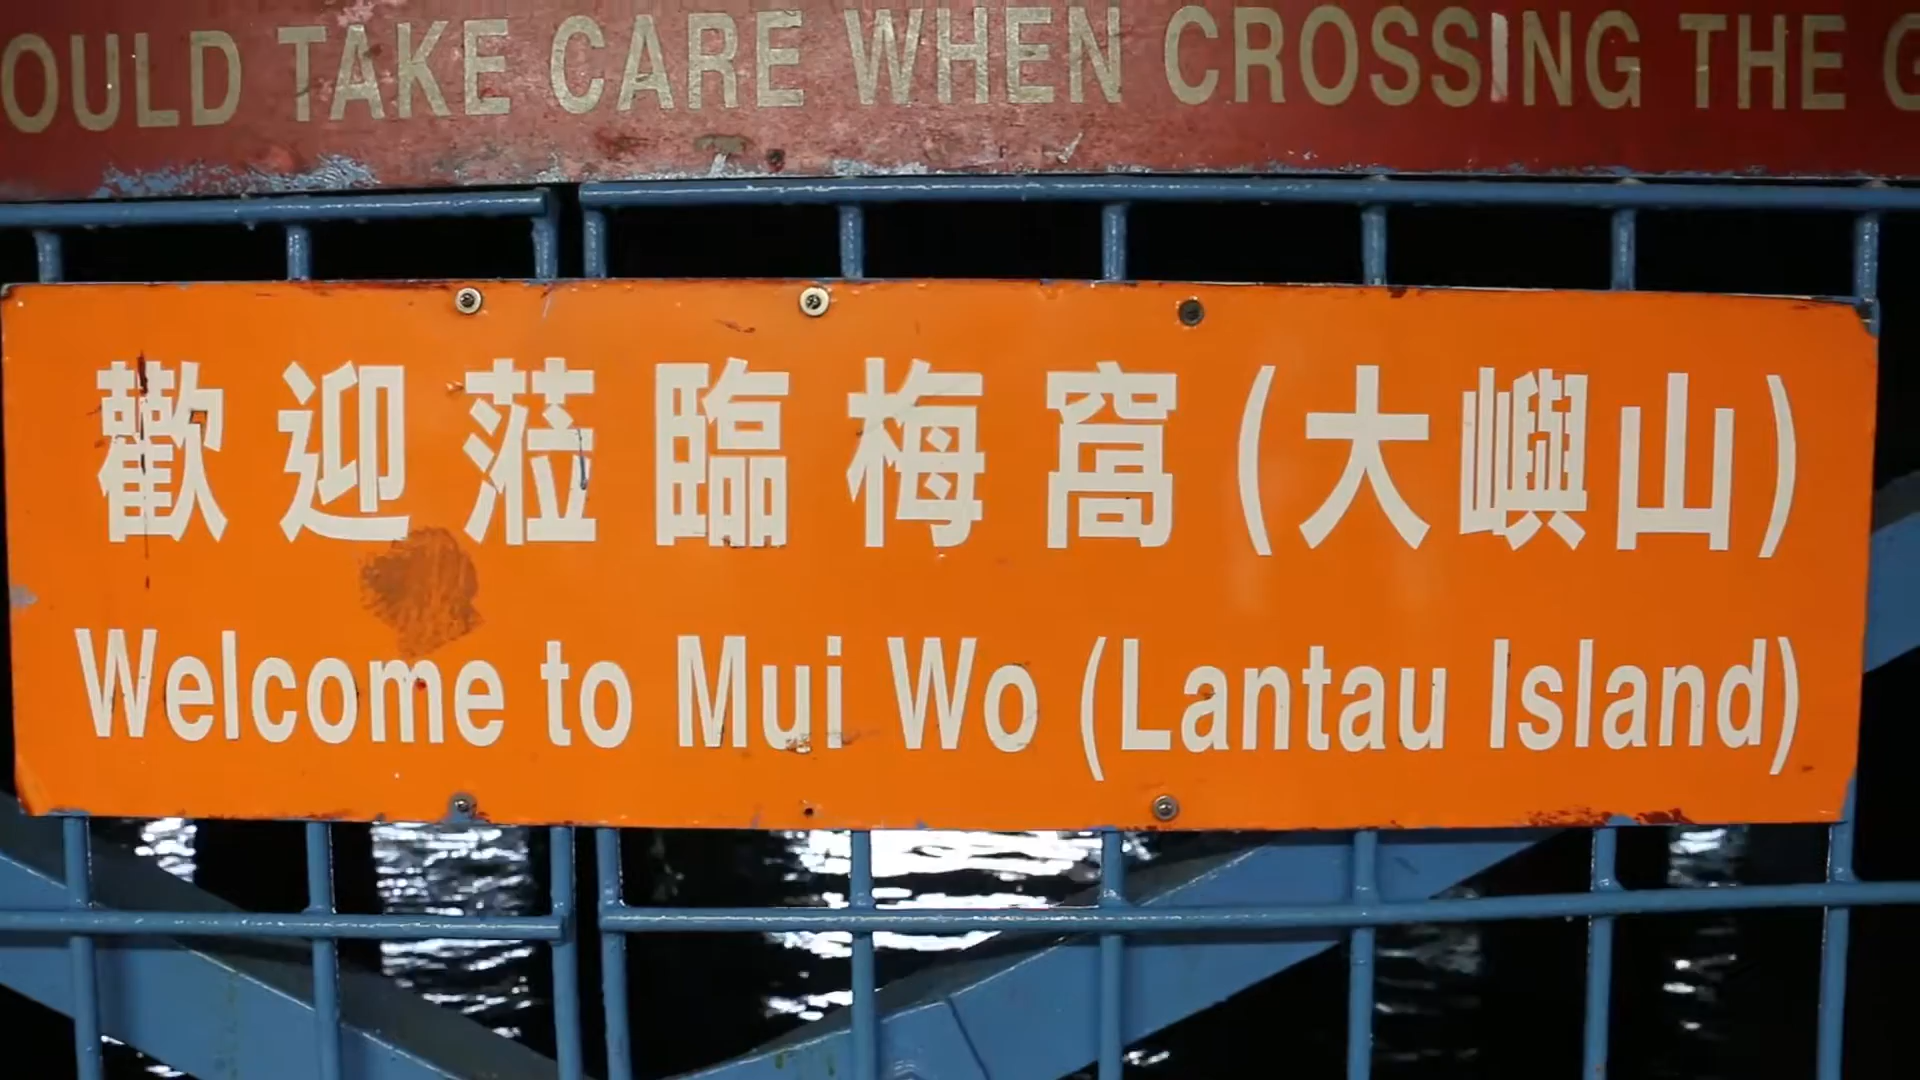 OULD TAKE CARE WHEN CROSSING THE G
歡迎蒞臨梅窩(大嶼山)
Welcome to Mui Wo (Lantau Island)